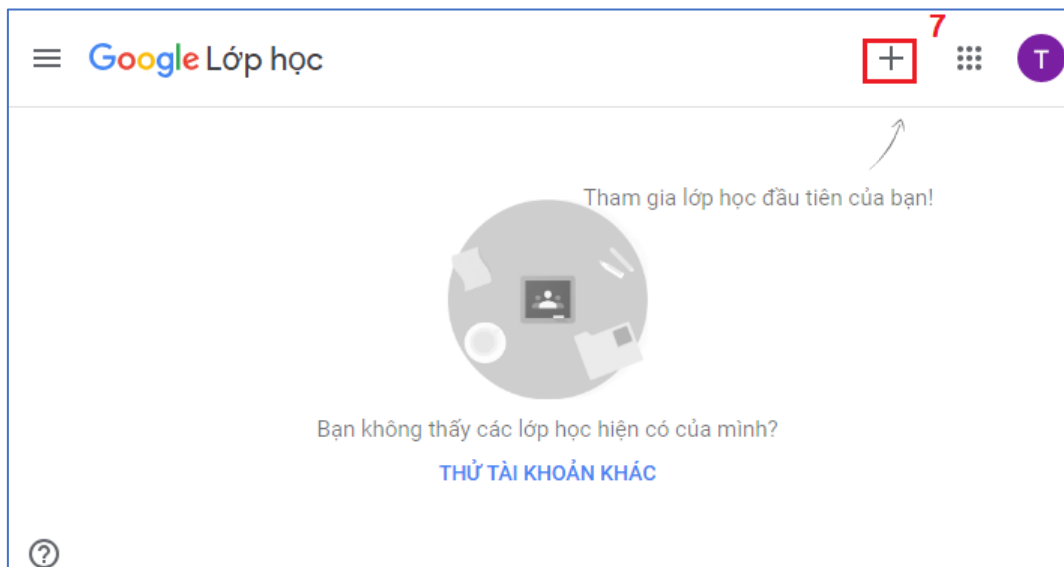 7
Google Lớp học
T
Tham gia lớp học đầu tiên của bạn!
Bạn không thấy các lớp học hiện có của mình?
THỬ TÀI KHOẢN KHÁC